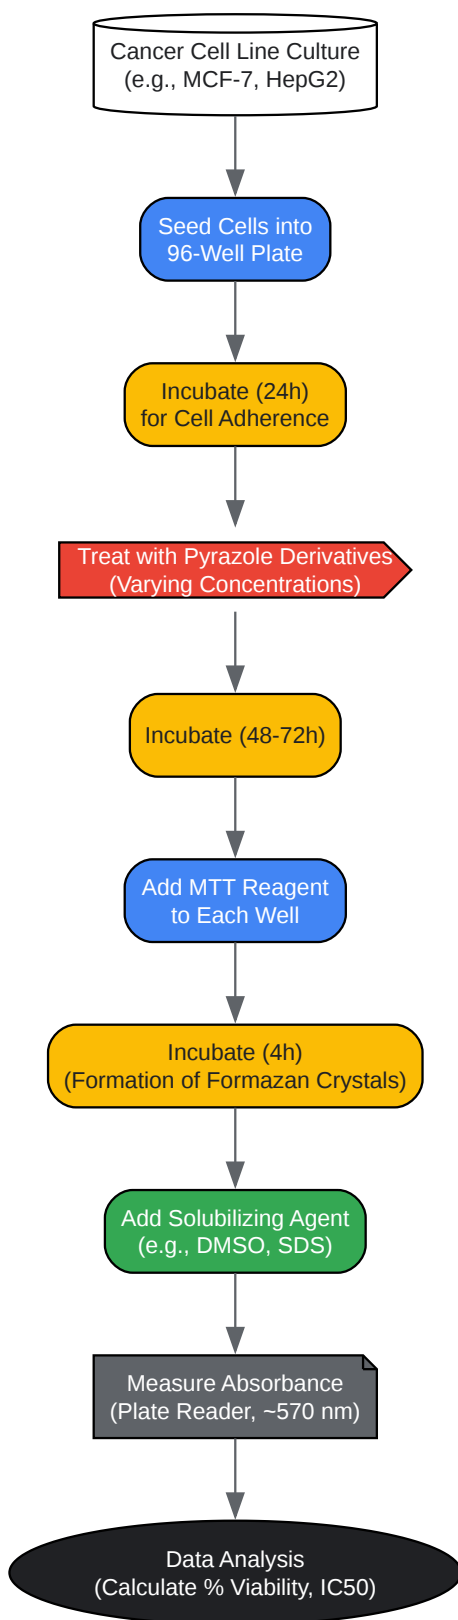 Cancer Cell Line Culture
(e.g., MCF-7, HepG2)
Seed Cells into
96-Well Plate
Incubate (24h)
for Cell Adherence
Treat with Pyrazole Derivatives
(Varying Concentrations)
Incubate (48-72h)
Add MTT Reagent
to Each Well
Incubate (4h)
(Formation of Formazan Crystals)
Add Solubilizing Agent
(e.g., DMSO, SDS)
Measure Absorbance
(Plate Reader, ~570 nm)
Data Analysis
(Calculate % Viability, IC50)